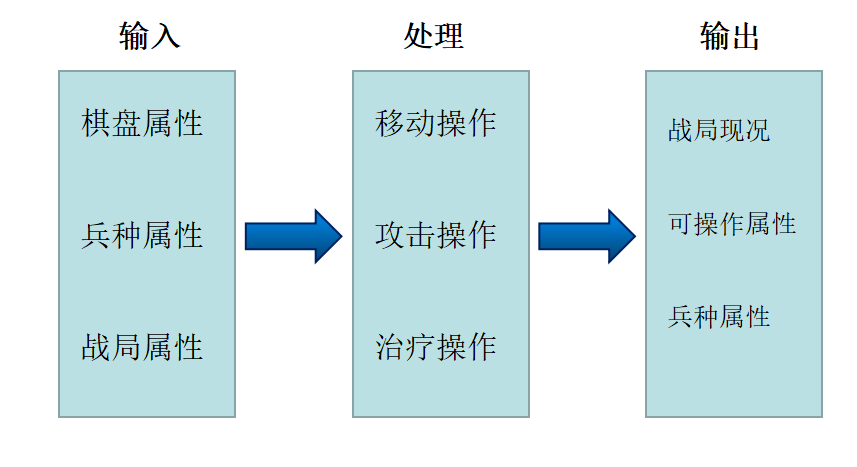 输入
棋盘属性
兵种属性
战局属性
处理
移动操作
攻击操作
治疗操作
输出
战局现况
可操作属性
兵种属性